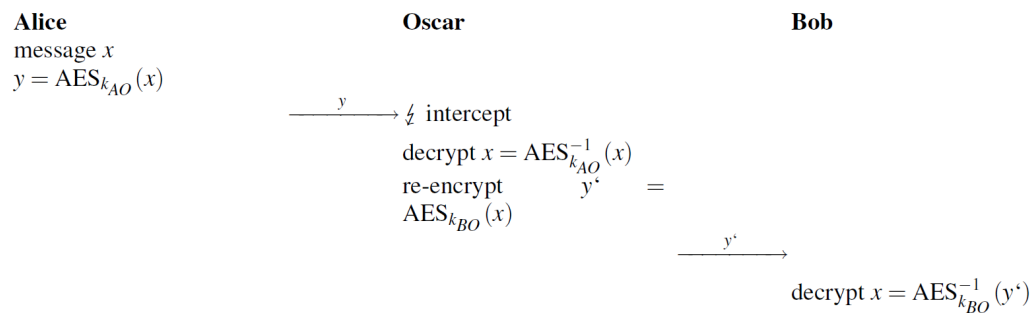 Alice Oscar Bob
message x
y = AES_{k_{AO}}(x)
y
↯ intercept
decrypt x = AES^{-1}_{k_{AO}}(x)
re-encrypt y‘ =
AES_{k_{BO}}(x)
y‘
decrypt x = AES^{-1}_{k_{BO}}(y‘)